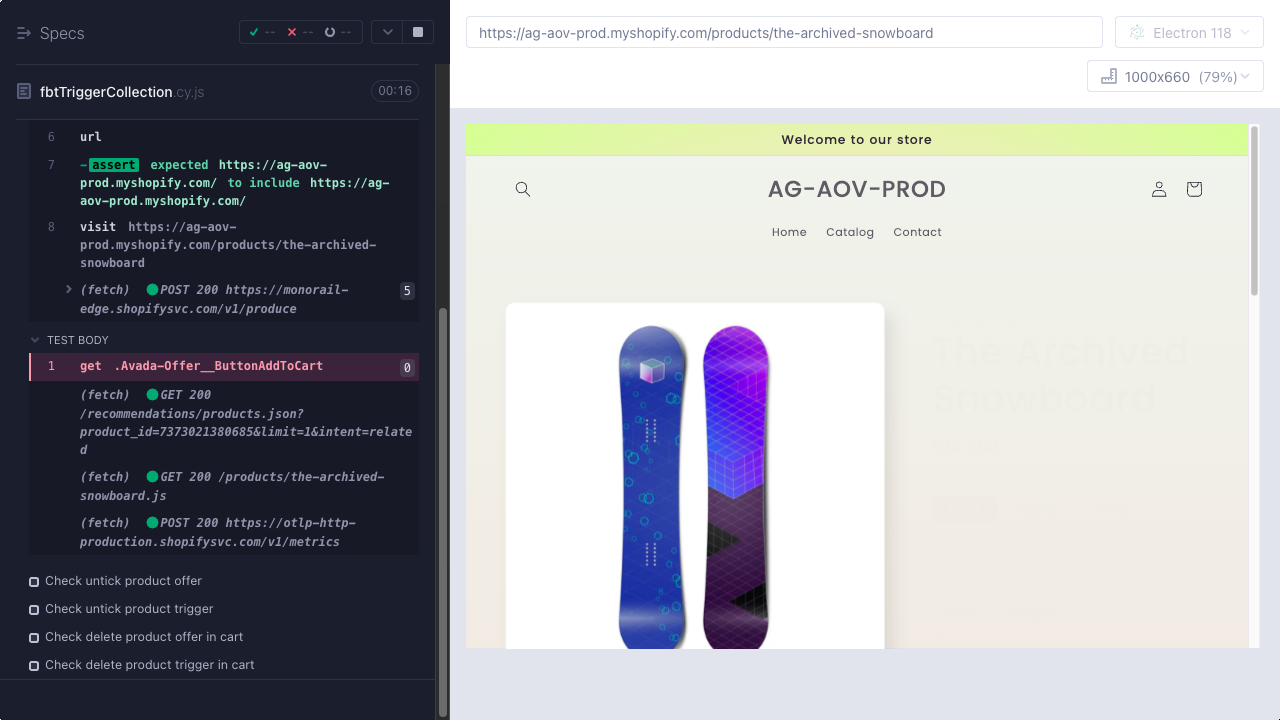 Specs
--
--
--
fbtTriggerCollection.cy.js
00:16
6 url
7 -assert expected https://ag-aov-
prod.myshopify.com/ to include https://ag-
aov-prod.myshopify.com/
8 visit https://ag-aov-
prod.myshopify.com/products/the-archived-
snowboard
(fetch) POST 200 https://monorail-
edge.shopifysvc.com/v1/produce
5
TEST BODY
1 get .Avada-Offer__ButtonAddToCart
0
(fetch) GET 200
/recommendations/products.json?
product_id=7373021380685&limit=1&intent=relate
d
(fetch) GET 200 /products/the-archived-
snowboard.js
(fetch) POST 200 https://otlp-http-
production.shopifysvc.com/v1/metrics
Check untick product offer
Check untick product trigger
Check delete product offer in cart
Check delete product trigger in cart
https://ag-aov-prod.myshopify.com/products/the-archived-snowboard
Electron 118
1000x660 (79%)
Welcome to our store
AG-AOV-PROD
Home Catalog Contact
The Archived
Snowboard